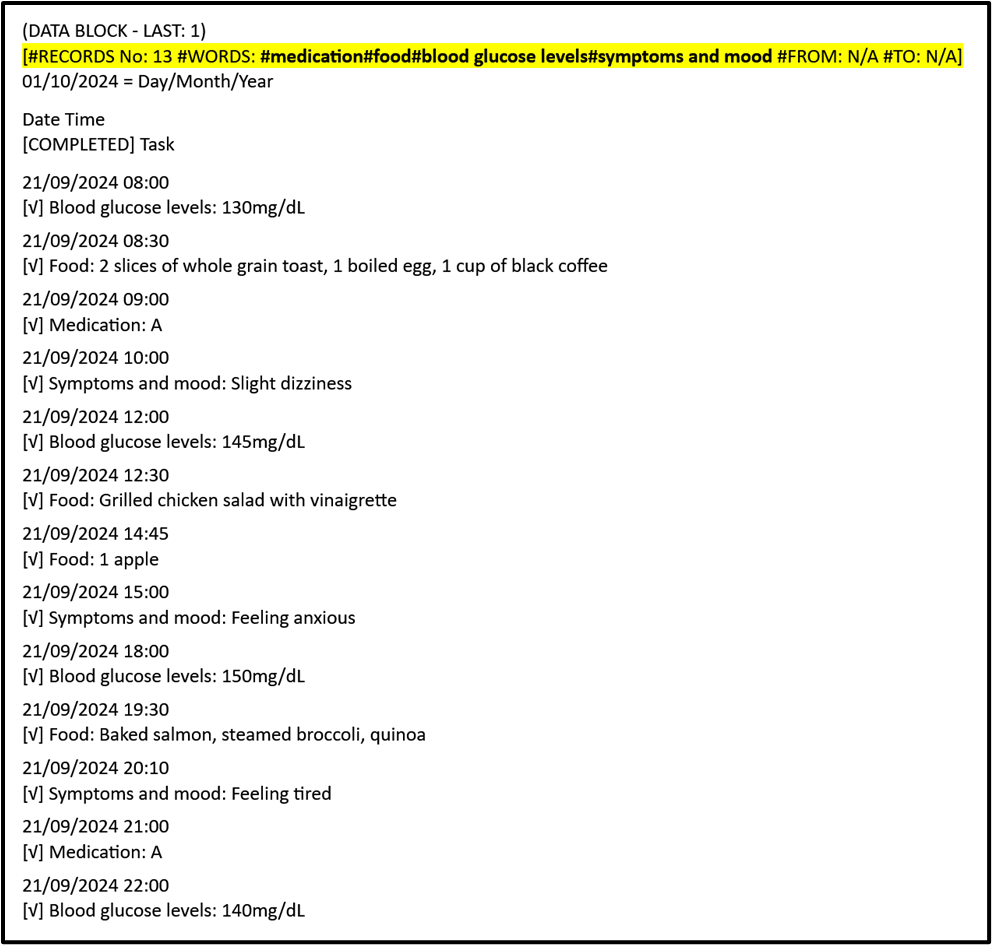 (DATA BLOCK - LAST: 1)
[#RECORDS No: 13 #WORDS: #medication#food#blood glucose levels#symptoms and mood #FROM: N/A #TO: N/A]
01/10/2024 = Day/Month/Year
Date Time
[COMPLETED] Task
21/09/2024 08:00
[√] Blood glucose levels: 130mg/dL
21/09/2024 08:30
[√] Food: 2 slices of whole grain toast, 1 boiled egg, 1 cup of black coffee
21/09/2024 09:00
[√] Medication: A
21/09/2024 10:00
[√] Symptoms and mood: Slight dizziness
21/09/2024 12:00
[√] Blood glucose levels: 145mg/dL
21/09/2024 12:30
[√] Food: Grilled chicken salad with vinaigrette
21/09/2024 14:45
[√] Food: 1 apple
21/09/2024 15:00
[√] Symptoms and mood: Feeling anxious
21/09/2024 18:00
[√] Blood glucose levels: 150mg/dL
21/09/2024 19:30
[√] Food: Baked salmon, steamed broccoli, quinoa
21/09/2024 20:10
[√] Symptoms and mood: Feeling tired
21/09/2024 21:00
[√] Medication: A
21/09/2024 22:00
[√] Blood glucose levels: 140mg/dL